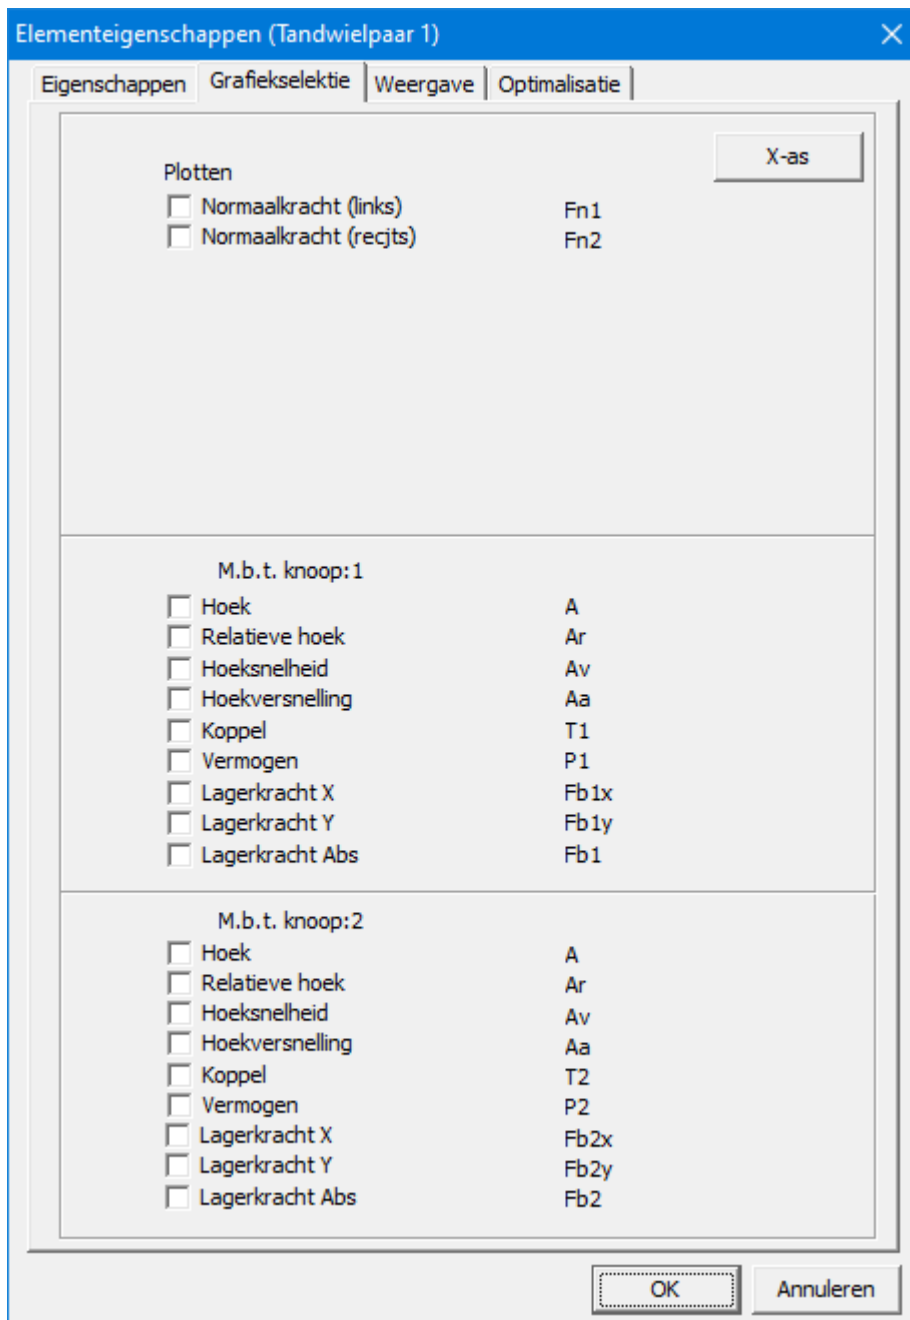 Elementeigenschappen (Tandwielpaar 1)
Eigenschappen Grafiekselektie Weergave Optimalisatie
X-as
Plotten
Normaalkracht (links) Fn1
Normaalkracht (recjts) Fn2
M.b.t. knoop:1
Hoek A
Relatieve hoek Ar
Hoeksnelheid Av
Hoekversnelling Aa
Koppel T1
Vermogen P1
Lagerkracht X Fb1x
Lagerkracht Y Fb1y
Lagerkracht Abs Fb1
M.b.t. knoop:2
Hoek A
Relatieve hoek Ar
Hoeksnelheid Av
Hoekversnelling Aa
Koppel T2
Vermogen P2
Lagerkracht X Fb2x
Lagerkracht Y Fb2y
Lagerkracht Abs Fb2
OK Annuleren